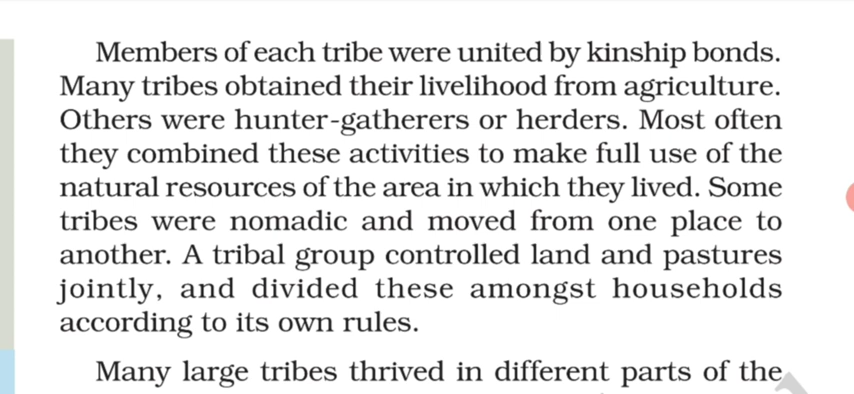 Members of each tribe were united by kinship bonds.
Many tribes obtained their livelihood from agriculture.
Others were hunter-gatherers or herders. Most often
they combined these activities to make full use of the
natural resources of the area in which they lived. Some
tribes were nomadic and moved from one place to
another. A tribal group controlled land and pastures
jointly, and divided these amongst households
according to its own rules.
Many large tribes thrived in different parts of the